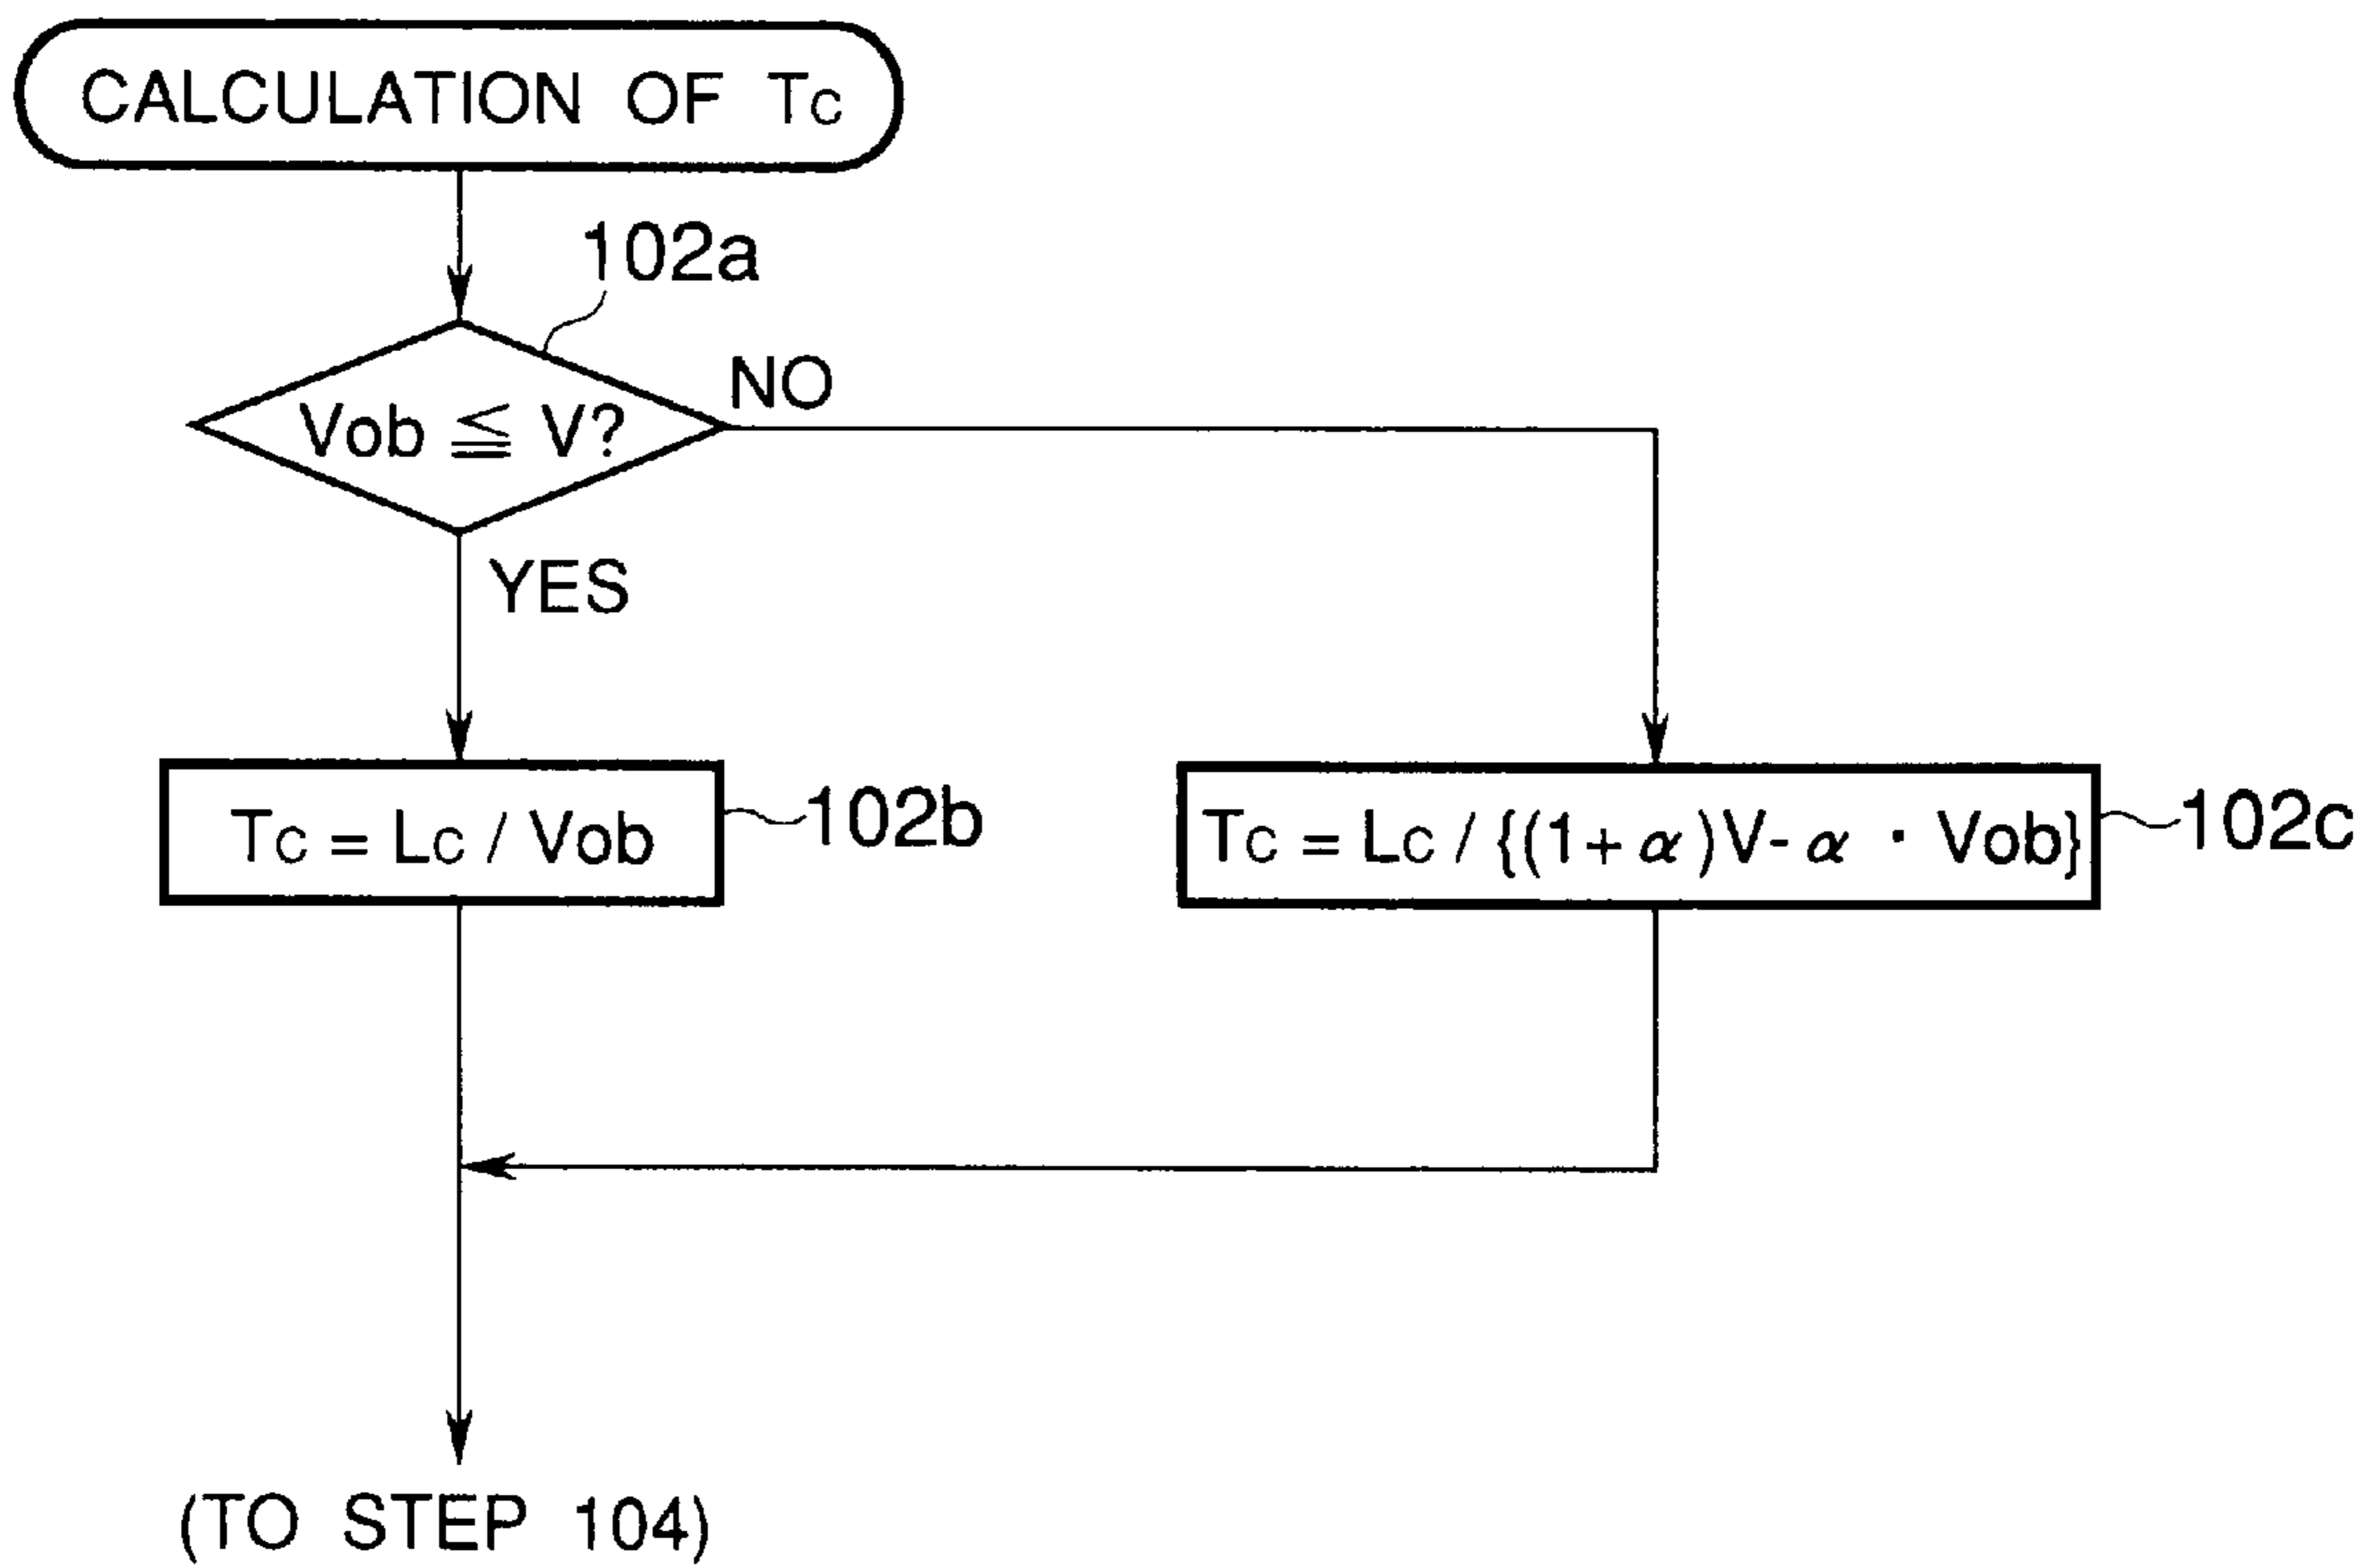 CALCULATION OF Tc
102a
Vob ≦ V?
NO
YES
Tc = Lc / Vob
102b
Tc = Lc / {(1+α)V-α · Vob}
102c
(TO STEP 104)